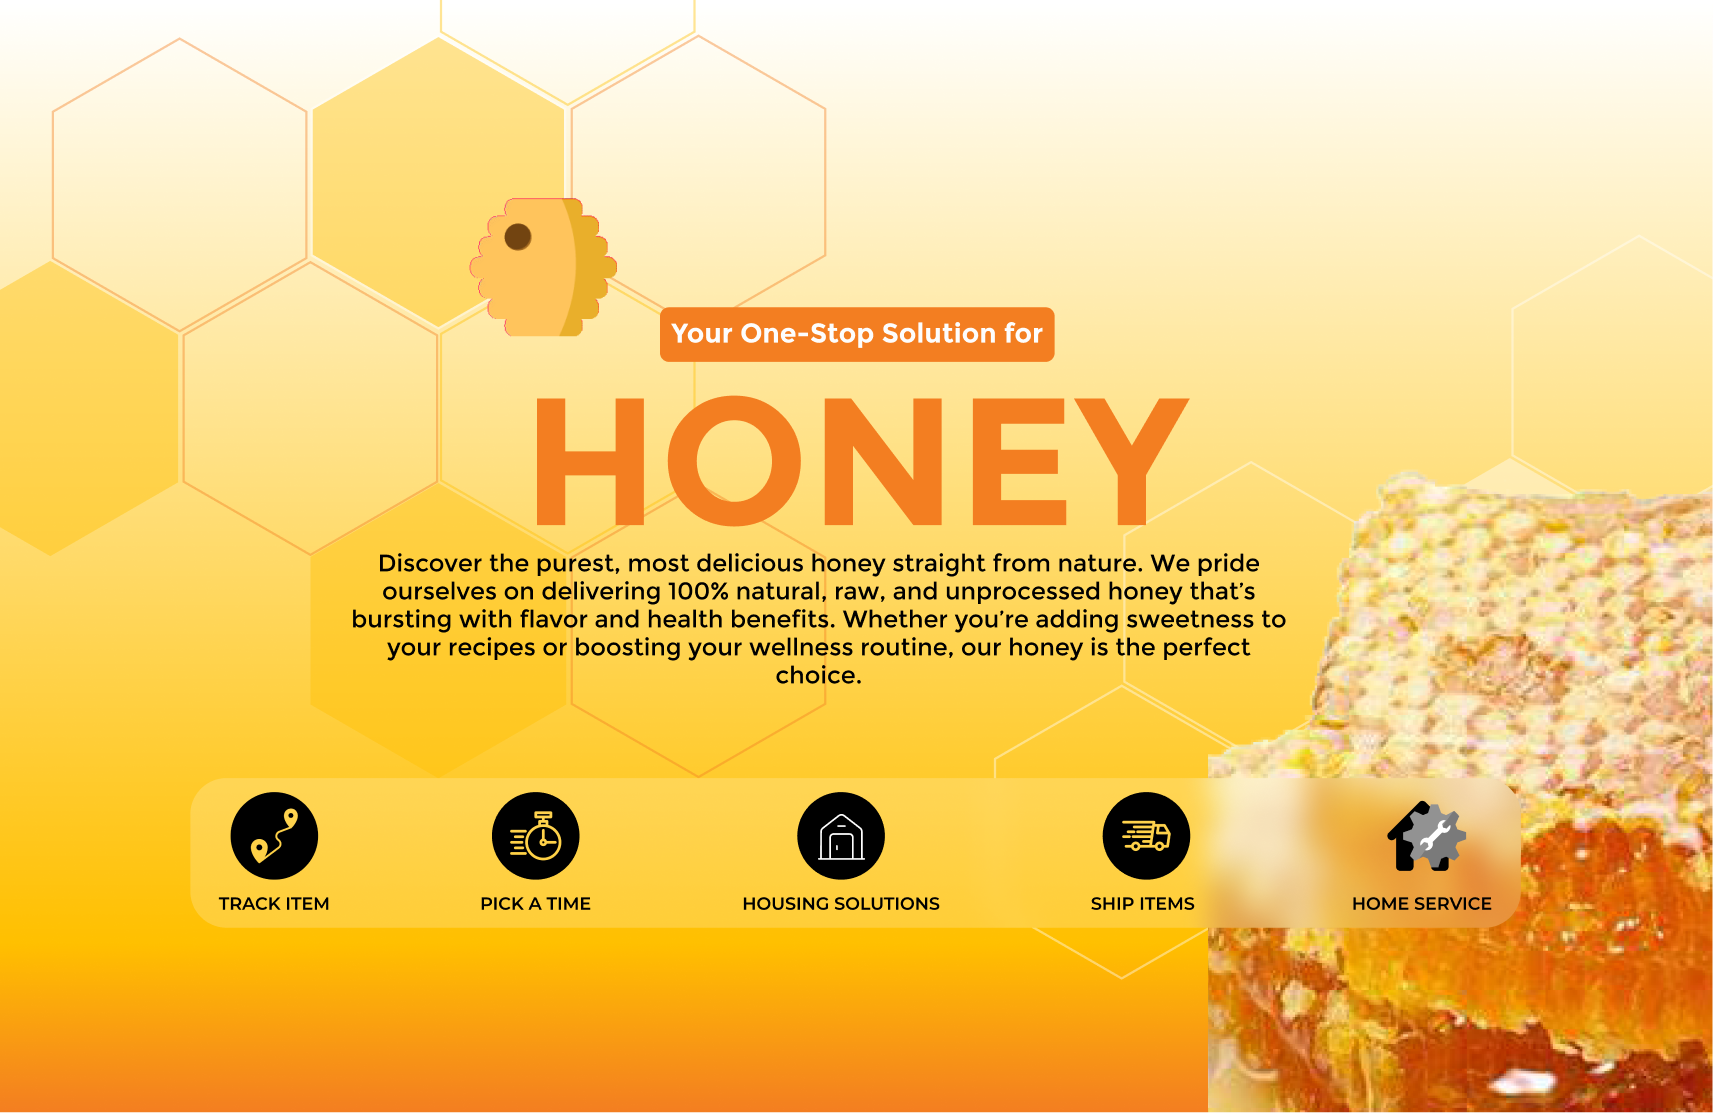 Your One-Stop Solution for
HONEY
Discover the purest, most delicious honey straight from nature. We pride
ourselves on delivering 100% natural, raw, and unprocessed honey that’s
bursting with flavor and health benefits. Whether you’re adding sweetness to
your recipes or boosting your wellness routine, our honey is the perfect
choice.
TRACK ITEM
PICK A TIME
HOUSING SOLUTIONS
SHIP ITEMS
HOME SERVICE